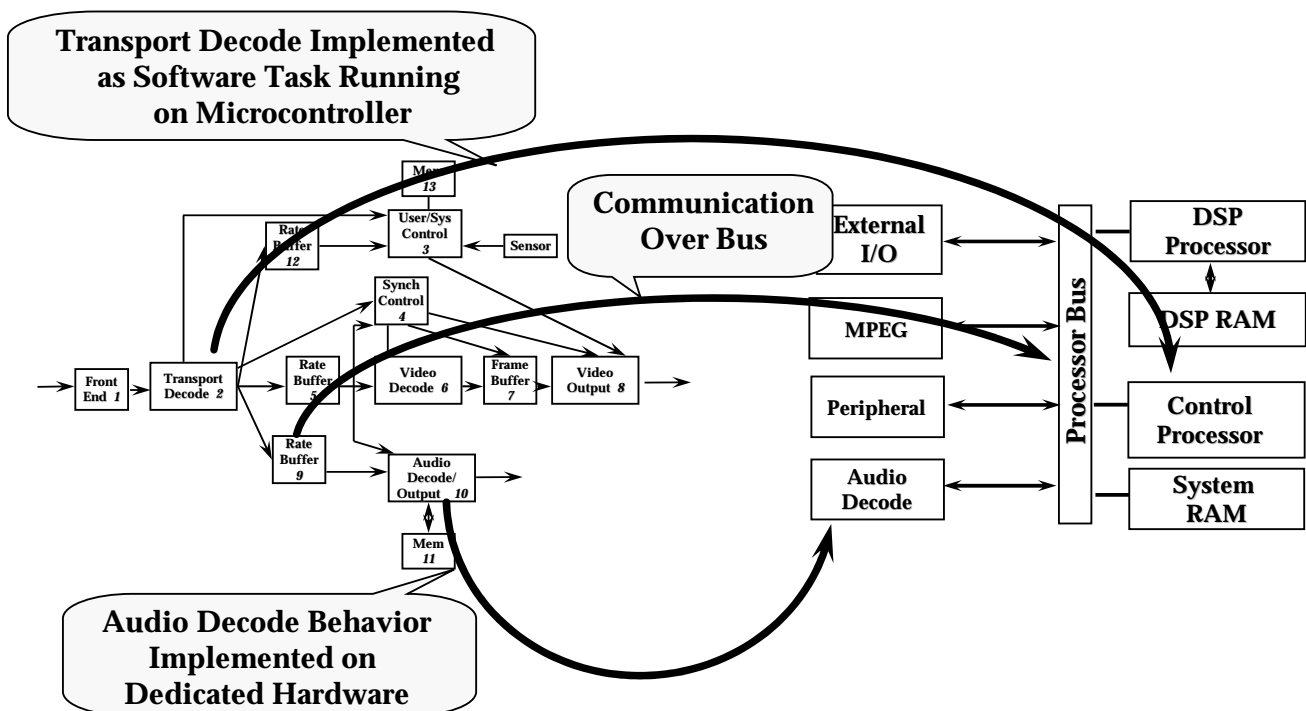 Transport Decode Implemented
as Software Task Running
on Microcontroller
Mem
13
User/Sys
Control
3
Rate
Buffer
12
Sensor
Synch
Control
4
Front
End 1
Transport
Decode 2
Rate
Buffer
5
Video
Decode 6
Frame
Buffer
7
Video
Output 8
Rate
Buffer
9
Audio
Decode/
Output 10
Mem
11
Communication
Over Bus
External
I/O
MPEG
Peripheral
Audio
Decode
Processor Bus
DSP
Processor
DSP RAM
Control
Processor
System
RAM
Audio Decode Behavior
Implemented on
Dedicated Hardware